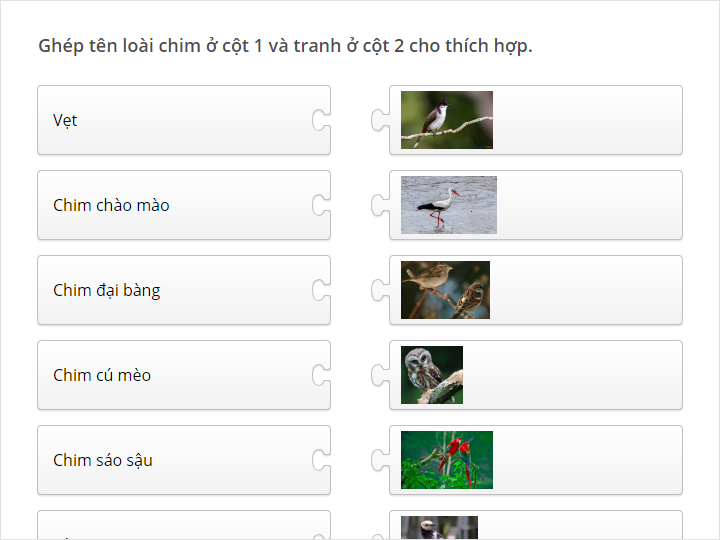 Ghép tên loài chim ở cột 1 và tranh ở cột 2 cho thích hợp.
Vẹt
Chim chào mào
Chim đại bàng
Chim cú mèo
Chim sáo sậu